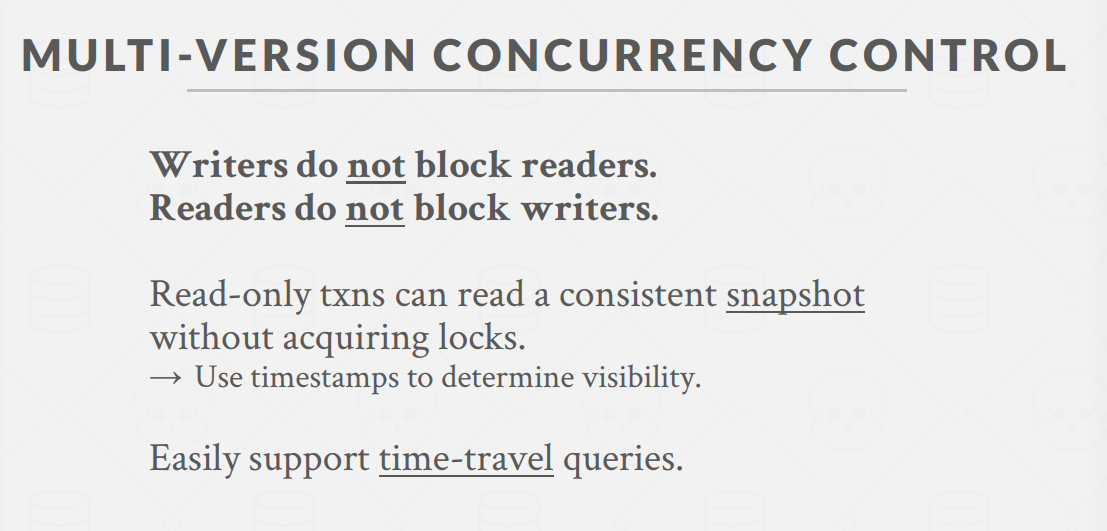 MULTI-VERSION CONCURRENCY CONTROL
Writers do not block readers.
Readers do not block writers.
Read-only txns can read a consistent snapshot
without acquiring locks.
→ Use timestamps to determine visibility.
Easily support time-travel queries.